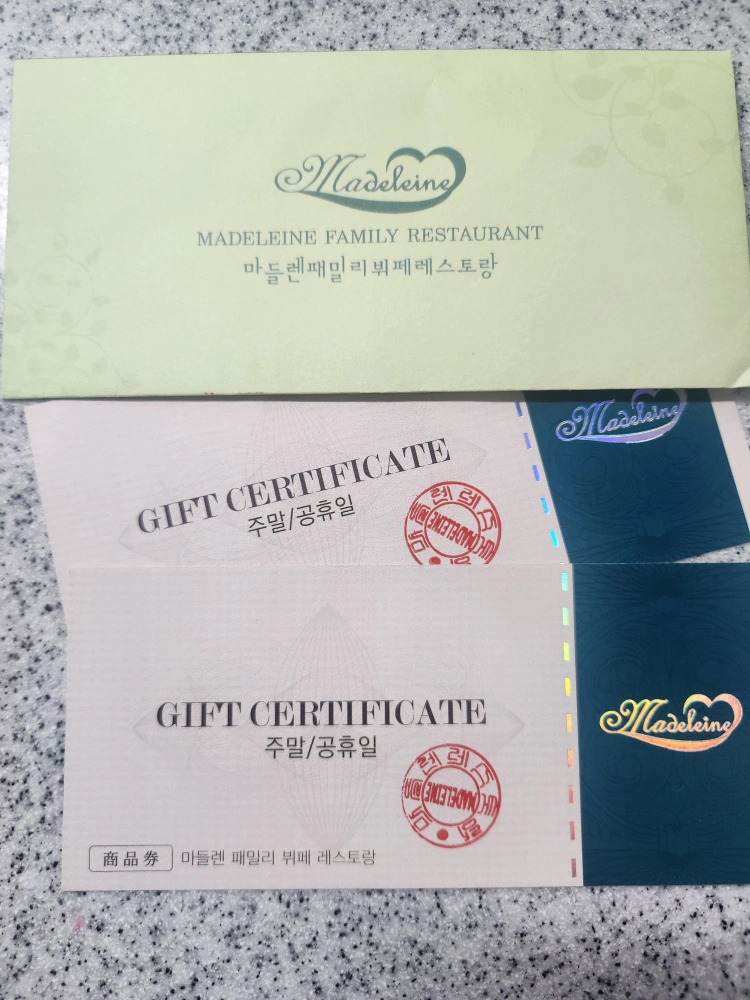 Madeleine
MADELEINE FAMILY RESTAURANT
마들렌패밀리뷔페레스토랑
Madeleine
GIFT CERTIFICATE
주말/공휴일
MADELEINE
GIFT CERTIFICATE
주말/공휴일
MADELEINE
Madeleine
商品券 마들렌 패밀리 뷔페 레스토랑